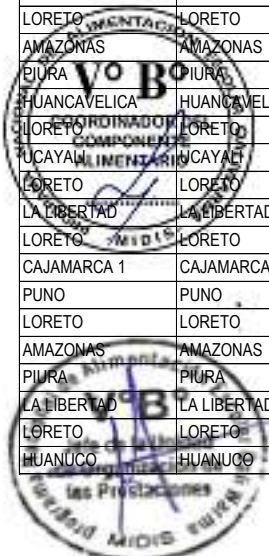 LORETO LORETO
AMAZONAS AMAZONAS
PIURA PIURA
HUANCAVELICA HUANCAVEL
LORETO LORETO
UCAYALI UCAYALI
LORETO LORETO
LA LIBERTAD LA LIBERTAD
LORETO LORETO
CAJAMARCA 1 CAJAMARCA
PUNO PUNO
LORETO LORETO
AMAZONAS AMAZONAS
PIURA PIURA
LA LIBERTAD LA LIBERTAD
LORETO LORETO
HUANUCO HUANUCO
V° B°
COORDINADOR DEL
COMPONENTE
ALIMENTARIO
MIDIS
V° B°
las Prestaciones
MIDIS